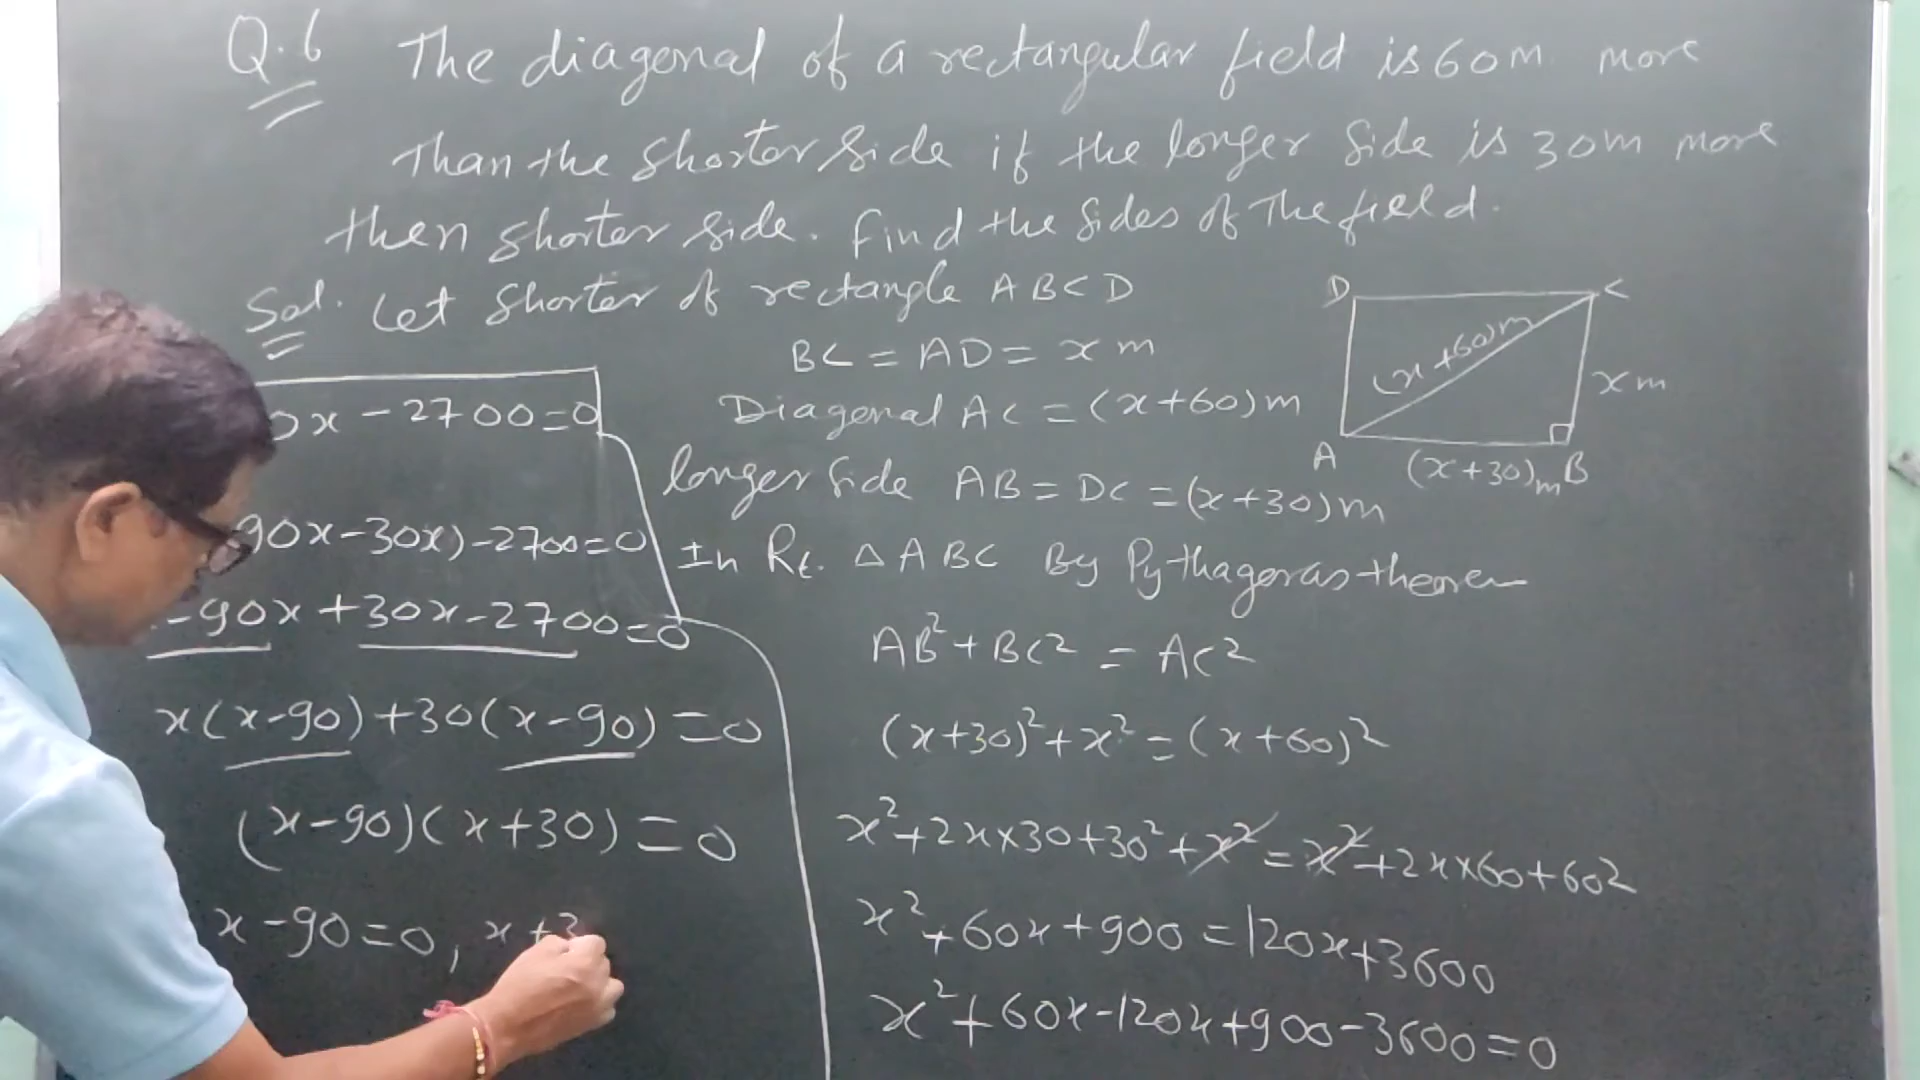 Q.6 The diagonal of a rectangular field is 60m more
than the shorter side if the longer side is 30m more
then shorter side. Find the sides of the field.
Sol. Let shorter of rectangle ABCD
BC = AD = x m
Diagonal AC = (x+60)m
longer side AB = DC = (x+30)m
In Rt. △ABC By Pythagoras theorem
AB²+BC² = AC²
(x+30)²+x² = (x+60)²
x²+2x×30+30²+x² = x²+2x×60+60²
x²+60x+900 = 120x+3600
x²+60x-120x+900-3600=0
D
C
(x+60)m
x m
A
(x+30)m
B
0x-2700=0
90x-30x)-2700=0
-90x+30x-2700=0
x(x-90)+30(x-90)=0
(x-90)(x+30)=0
x-90=0, x+3